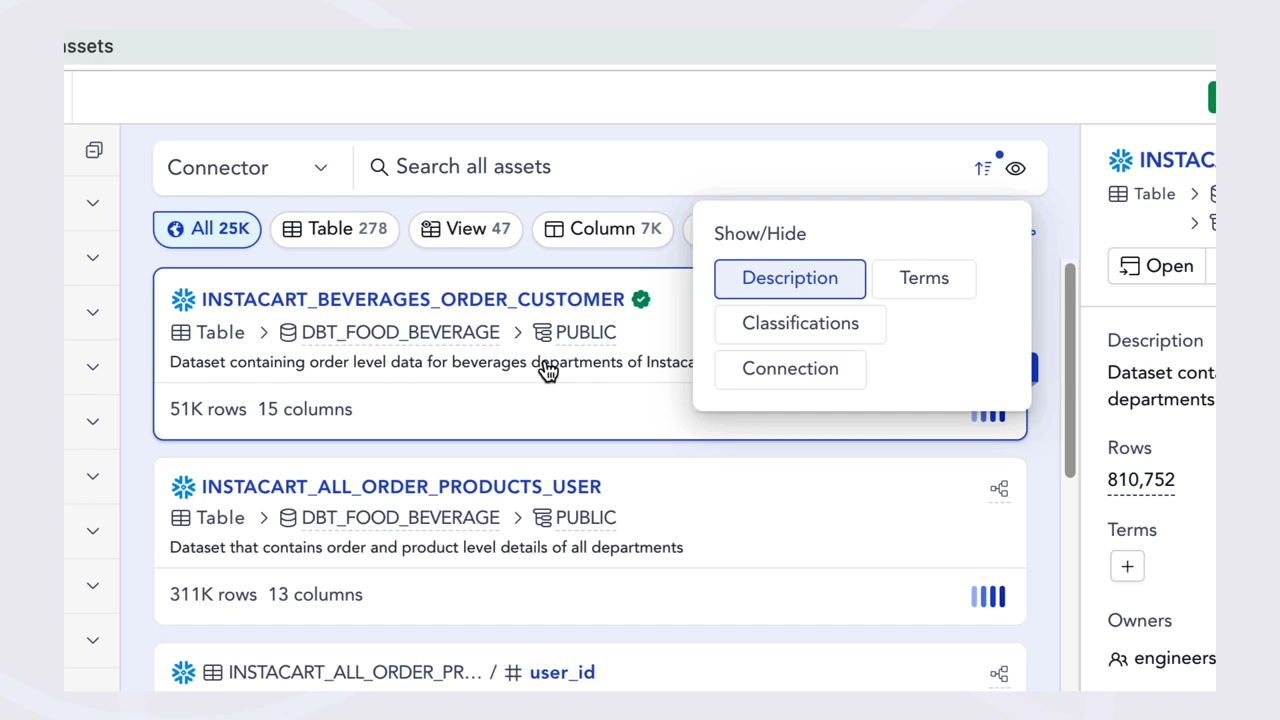 assets
Connector
Search all assets
All 25K
Table 278
View 47
Column 7K
Show/Hide
Description
Terms
Classifications
Connection
INSTACART_BEVERAGES_ORDER_CUSTOMER
Table > DBT_FOOD_BEVERAGE > PUBLIC
Dataset containing order level data for beverages departments of Instaca
51K rows 15 columns
INSTACART_ALL_ORDER_PRODUCTS_USER
Table > DBT_FOOD_BEVERAGE > PUBLIC
Dataset that contains order and product level details of all departments
311K rows 13 columns
INSTACART_ALL_ORDER_PR... / # user_id
INSTAC
Table >
>
Open
Description
Dataset cont
departments
Rows
810,752
Terms
+
Owners
engineers